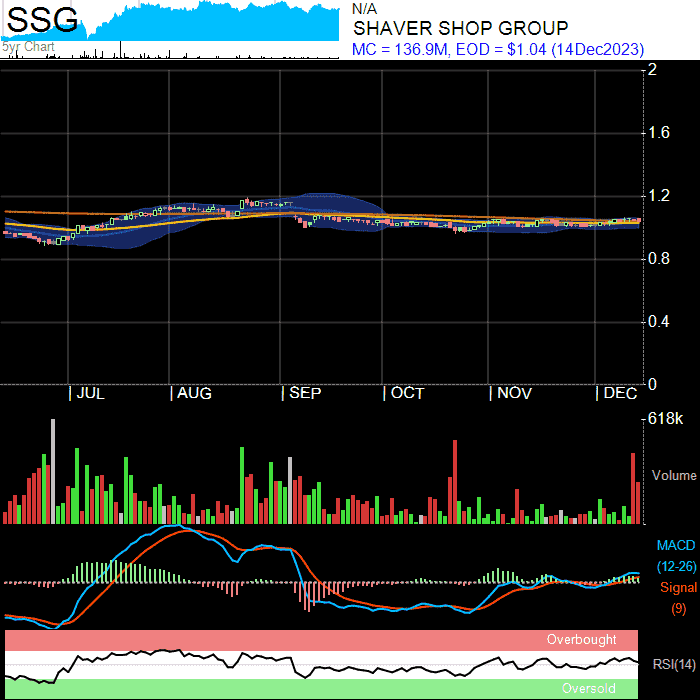 SSG
5yr Chart
N/A
SHAVER SHOP GROUP
MC = 136.9M, EOD = $1.04 (14Dec2023)
2
1.6
1.2
0.8
0.4
0
JUL
AUG
SEP
OCT
NOV
DEC
618k
Volume
MACD
(12-26)
Signal
(9)
Overbought
RSI(14)
Oversold